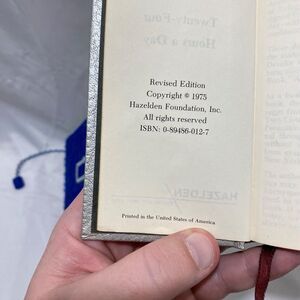 Twenty-Four
Hours a Day
Revised Edition
Copyright © 1975
Hazelden Foundation, Inc.
All rights reserved
ISBN: 0-89486-012-7
HAZELDEN
Printed in the United States of America